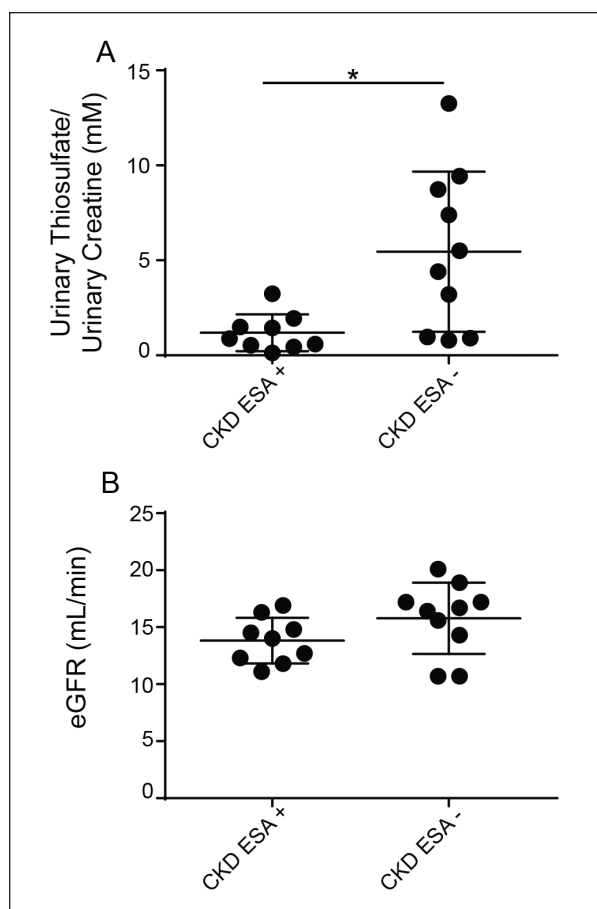 A
15
10
5
0
Urinary Thiosulfate/
Urinary Creatine (mM)
*
CKD ESA +
CKD ESA -
B
25
20
15
10
5
0
eGFR (mL/min)
CKD ESA +
CKD ESA -